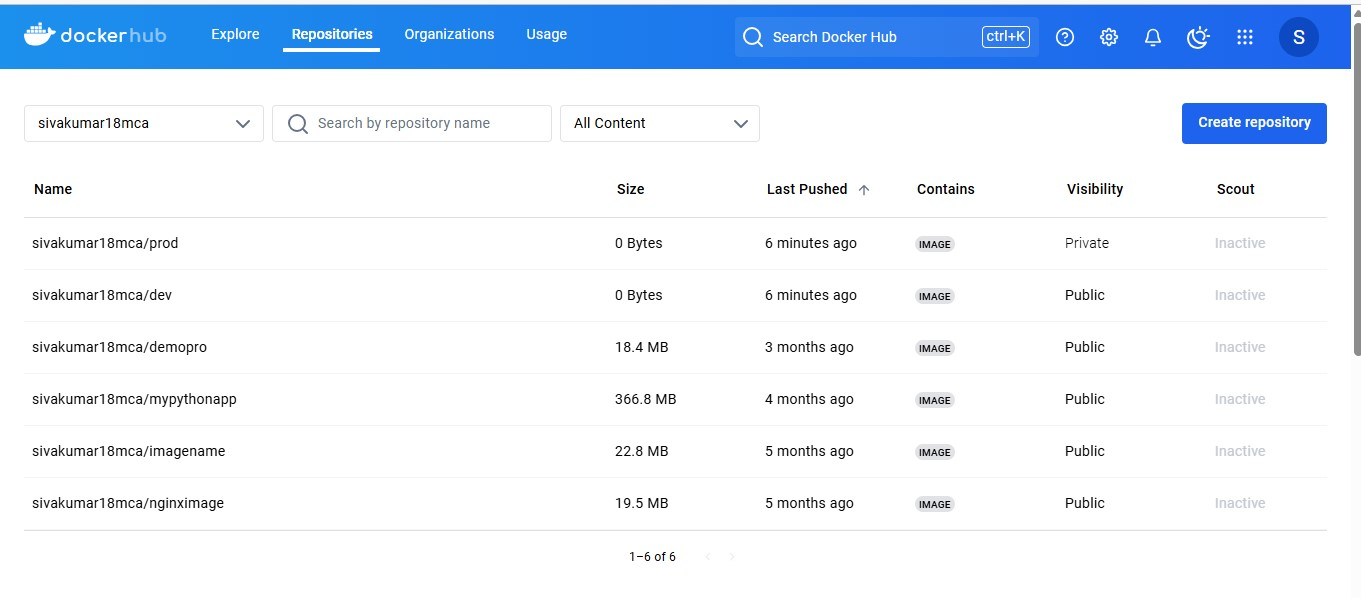 dockerhub Explore Repositories Organizations Usage Search Docker Hub ctrl+K ? S
sivakumar18mca Search by repository name All Content Create repository
Name Size Last Pushed Contains Visibility Scout
sivakumar18mca/prod 0 Bytes 6 minutes ago IMAGE Private Inactive
sivakumar18mca/dev 0 Bytes 6 minutes ago IMAGE Public Inactive
sivakumar18mca/demopro 18.4 MB 3 months ago IMAGE Public Inactive
sivakumar18mca/mypythonapp 366.8 MB 4 months ago IMAGE Public Inactive
sivakumar18mca/imagename 22.8 MB 5 months ago IMAGE Public Inactive
sivakumar18mca/nginximage 19.5 MB 5 months ago IMAGE Public Inactive
1–6 of 6